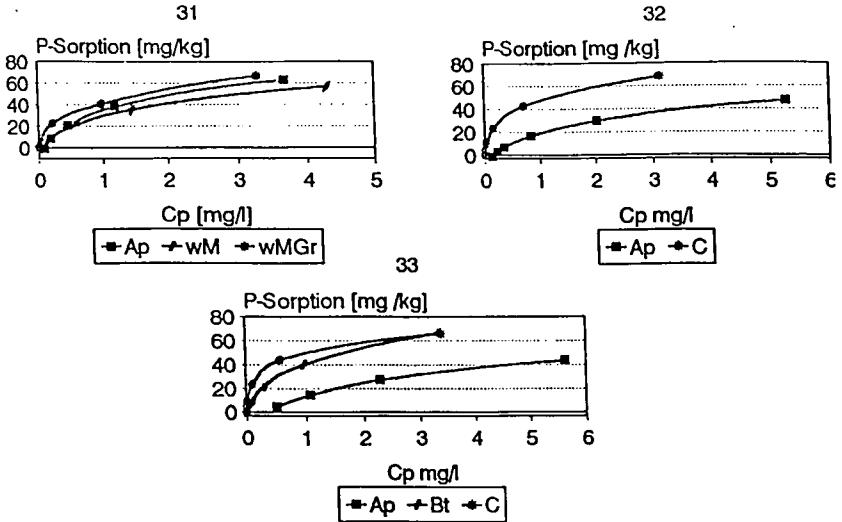 31
P-Sorption [mg/kg]
80
60
40
20
0
0 1 2 3 4 5
Cp [mg/l]
Ap wM wMGr
32
P-Sorption [mg /kg]
80
60
40
20
0
0 1 2 3 4 5 6
Cp mg/l
Ap C
33
P-Sorption [mg /kg]
80
60
40
20
0
0 1 2 3 4 5 6
Cp mg/l
Ap Bt C